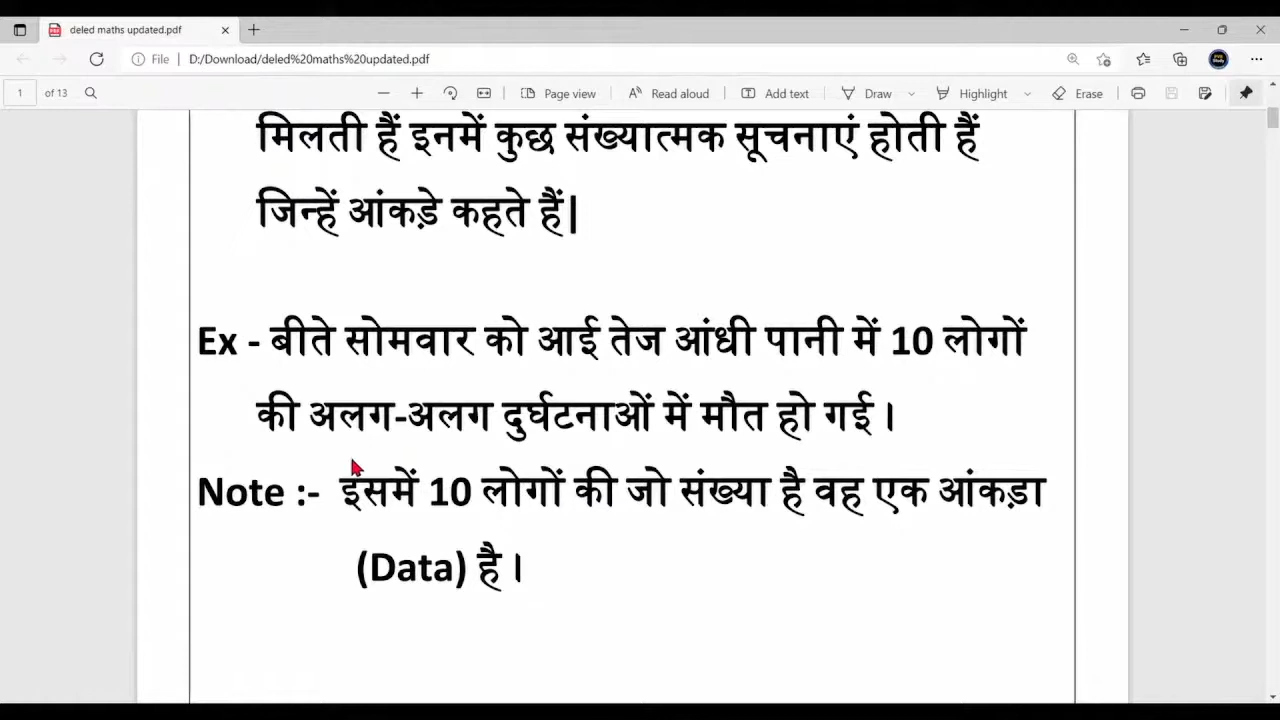 deled maths updated.pdf
File D:/Download/deled%20maths%20updated.pdf
1 of 13 Page view Read aloud Add text Draw Highlight Erase
मिलती हैं इनमें कुछ संख्यात्मक सूचनाएं होती हैं
जिन्हें आंकड़े कहते हैं|
Ex - बीते सोमवार को आई तेज आंधी पानी में 10 लोगों
की अलग-अलग दुर्घटनाओं में मौत हो गई ।
Note :- इसमें 10 लोगों की जो संख्या है वह एक आंकड़ा
(Data) है ।